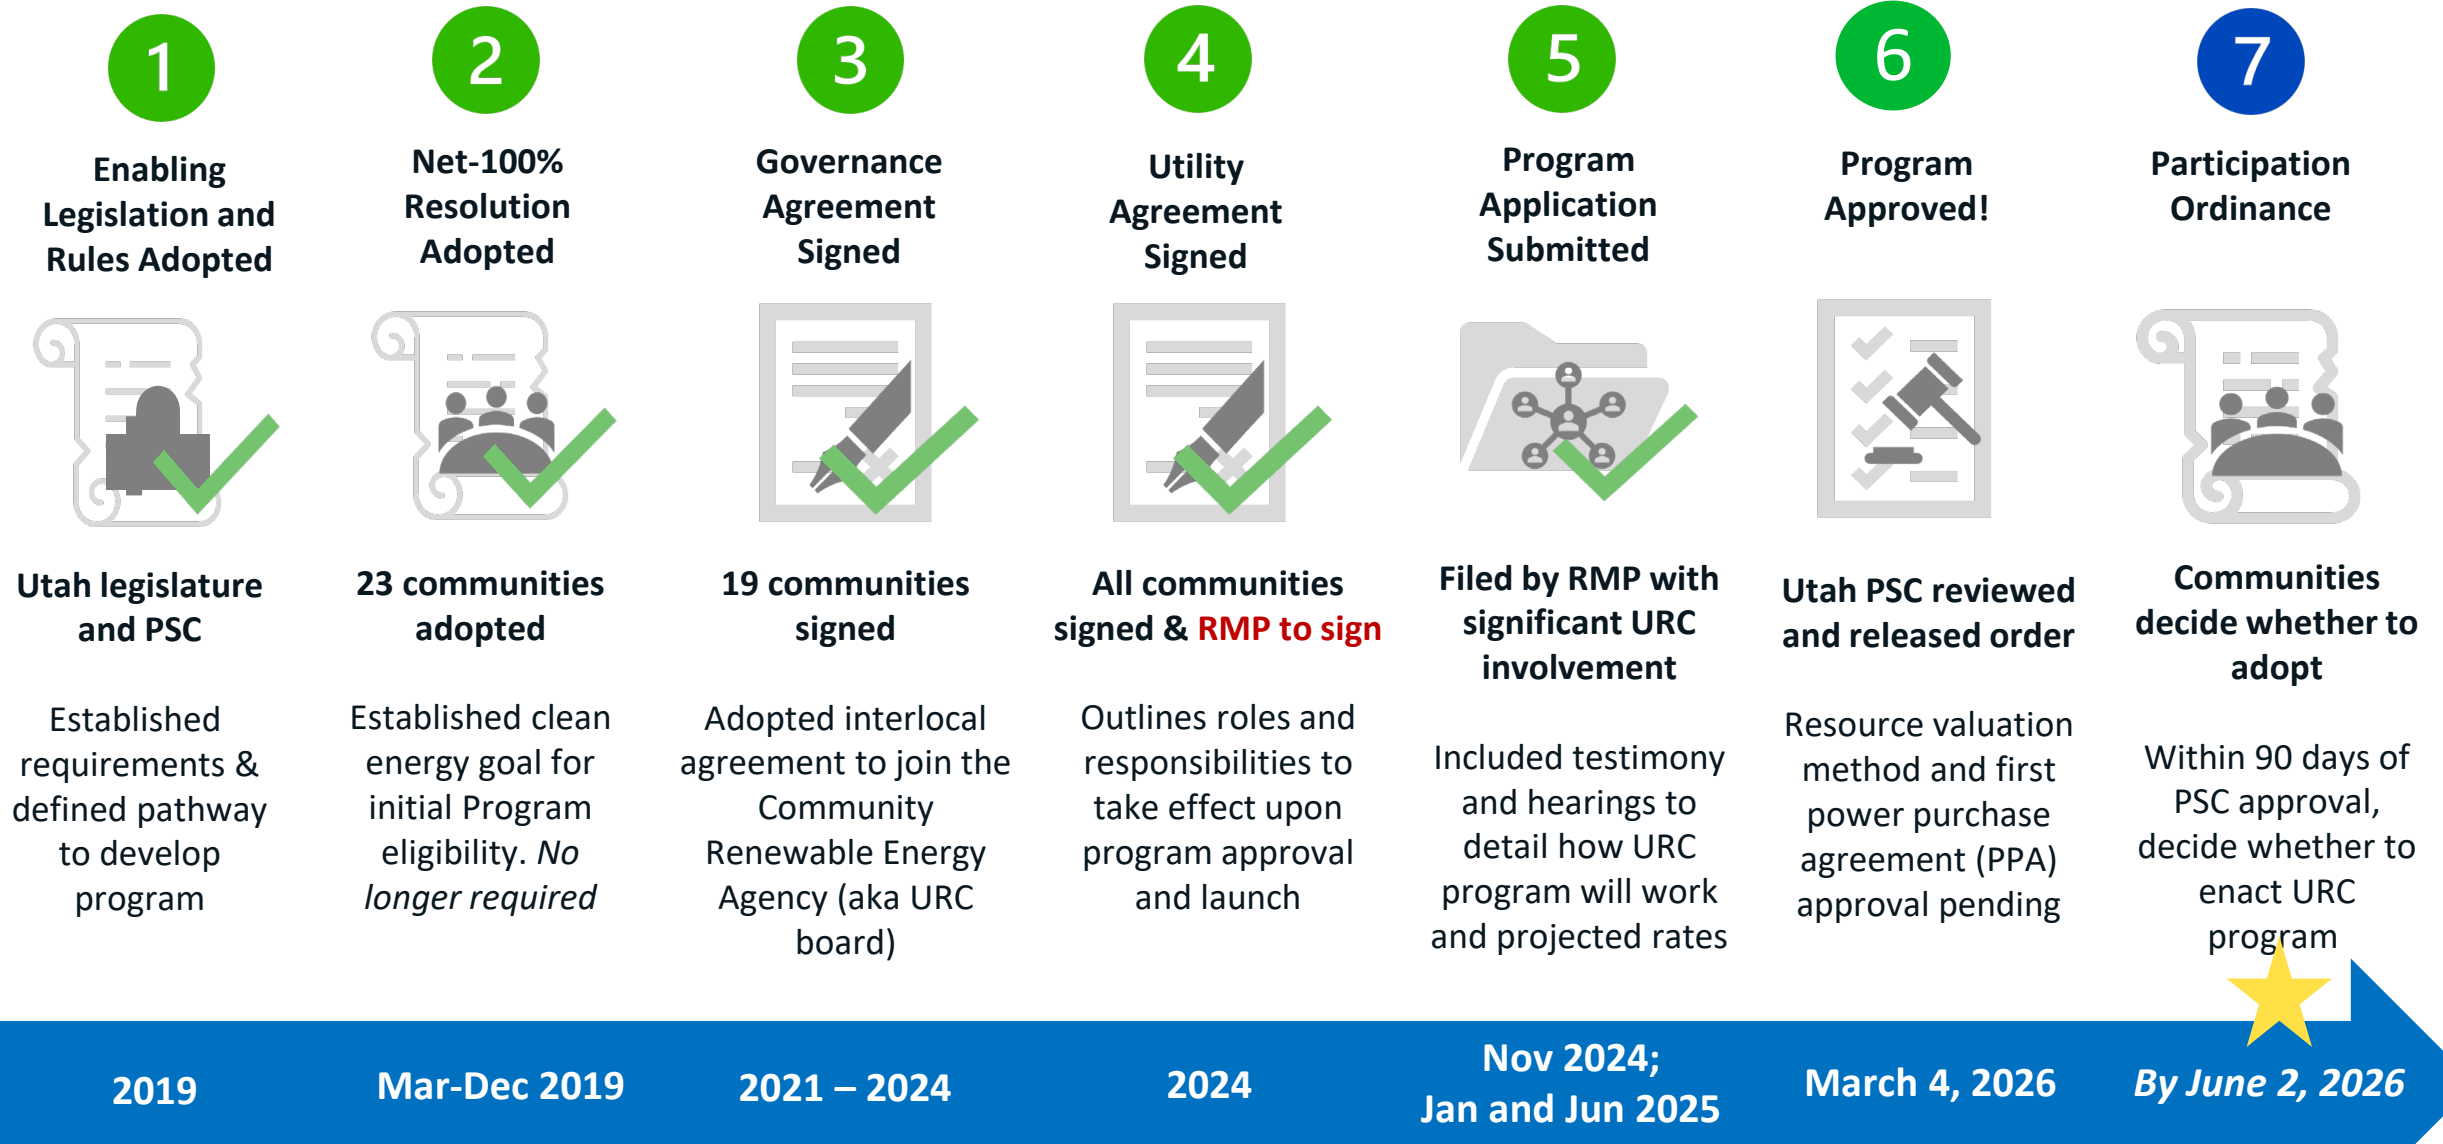 1
Enabling
Legislation and
Rules Adopted
Utah legislature
and PSC
Established
requirements &
defined pathway
to develop
program
2019
2
Net-100%
Resolution
Adopted
23 communities
adopted
Established clean
energy goal for
initial Program
eligibility. No
longer required
Mar-Dec 2019
3
Governance
Agreement
Signed
19 communities
signed
Adopted interlocal
agreement to join the
Community
Renewable Energy
Agency (aka URC
board)
2021 – 2024
4
Utility
Agreement
Signed
All communities
signed & RMP to sign
Outlines roles and
responsibilities to
take effect upon
program approval
and launch
2024
5
Program
Application
Submitted
Filed by RMP with
significant URC
involvement
Included testimony
and hearings to
detail how URC
program will work
and projected rates
Nov 2024;
Jan and Jun 2025
6
Program
Approved!
Utah PSC reviewed
and released order
Resource valuation
method and first
power purchase
agreement (PPA)
approval pending
March 4, 2026
7
Participation
Ordinance
Communities
decide whether to
adopt
Within 90 days of
PSC approval,
decide whether to
enact URC
program
By June 2, 2026